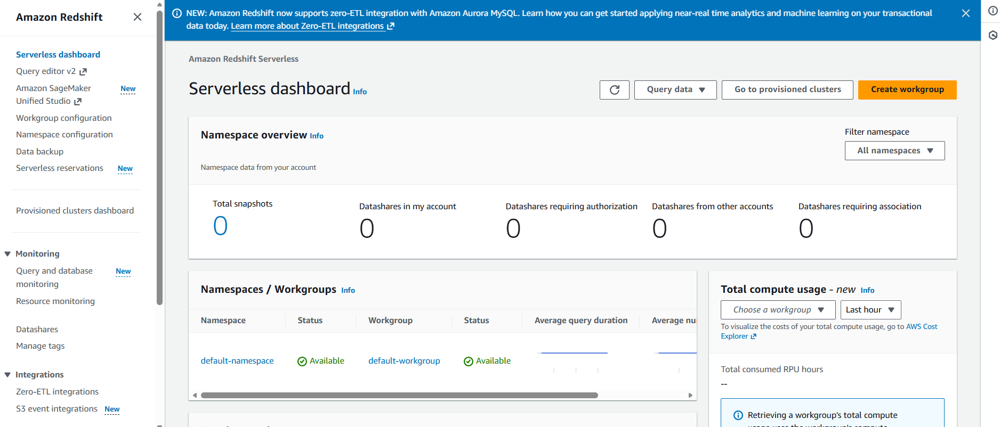 Amazon Redshift
Serverless dashboard
Query editor v2
Amazon SageMaker New
Unified Studio
Workgroup configuration
Namespace configuration
Data backup
Serverless reservations New
Provisioned clusters dashboard
Monitoring
Query and database New
monitoring
Resource monitoring
Datashares
Manage tags
Integrations
Zero-ETL integrations
S3 event integrations New
NEW: Amazon Redshift now supports zero-ETL integration with Amazon Aurora MySQL. Learn how you can get started applying near-real time analytics and machine learning on your transactional
data today. Learn more about Zero-ETL integrations
Amazon Redshift Serverless
Serverless dashboard Info
Query data
Go to provisioned clusters
Create workgroup
Namespace overview Info
Filter namespace
All namespaces
Namespace data from your account
Total snapshots
0
Datashares in my account
0
Datashares requiring authorization
0
Datashares from other accounts
0
Datashares requiring association
0
Namespaces / Workgroups Info
Namespace Status Workgroup Status Average query duration Average nu
default-namespace Available default-workgroup Available
Total compute usage - new Info
Choose a workgroup Last hour
To visualize the costs of your total compute usage, go to AWS Cost
Explorer
Total consumed RPU hours
--
Retrieving a workgroup's total compute
usage uses the workgroup's compute